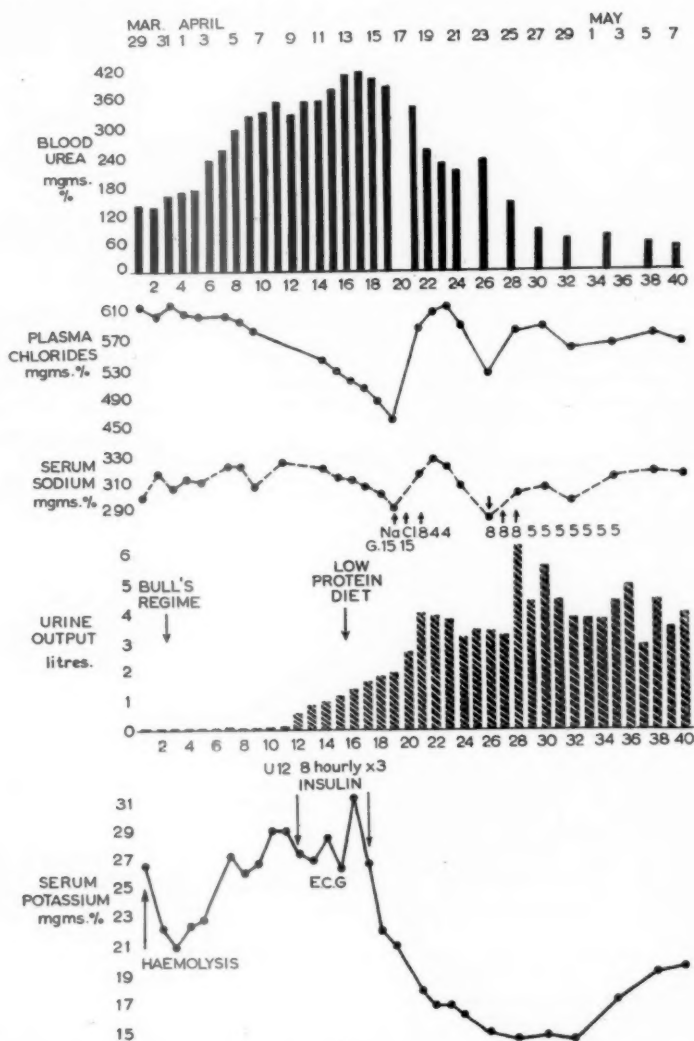 MAR. APRIL MAY
29 31 1 3 5 7 9 11 13 15 17 19 21 23 25 27 29 1 3 5 7
420
360
300
BLOOD
UREA
mgms.
%
240
180
120
60
0
2 4 6 8 10 12 14 16 18 20 22 24 26 28 30 32 34 36 38 40
610
570
530
490
450
PLASMA
CHLORIDES
mgms.%
330
310
290
SERUM
SODIUM
mgms.%
Na Cl 8 4 4 8 8 8 5 5 5 5 5 5 5
G.15 15
6
5
4
3
2
1
0
URINE
OUTPUT
litres.
BULL'S
REGIME
LOW
PROTEIN
DIET
2 4 6 8 10 12 14 16 18 20 22 24 26 28 30 32 34 36 38 40
U12 8 hourly x3
INSULIN
31
29
27
25
23
21
19
17
15
SERUM
POTASSIUM
mgms.%
E.C.G
HAEMOLYSIS